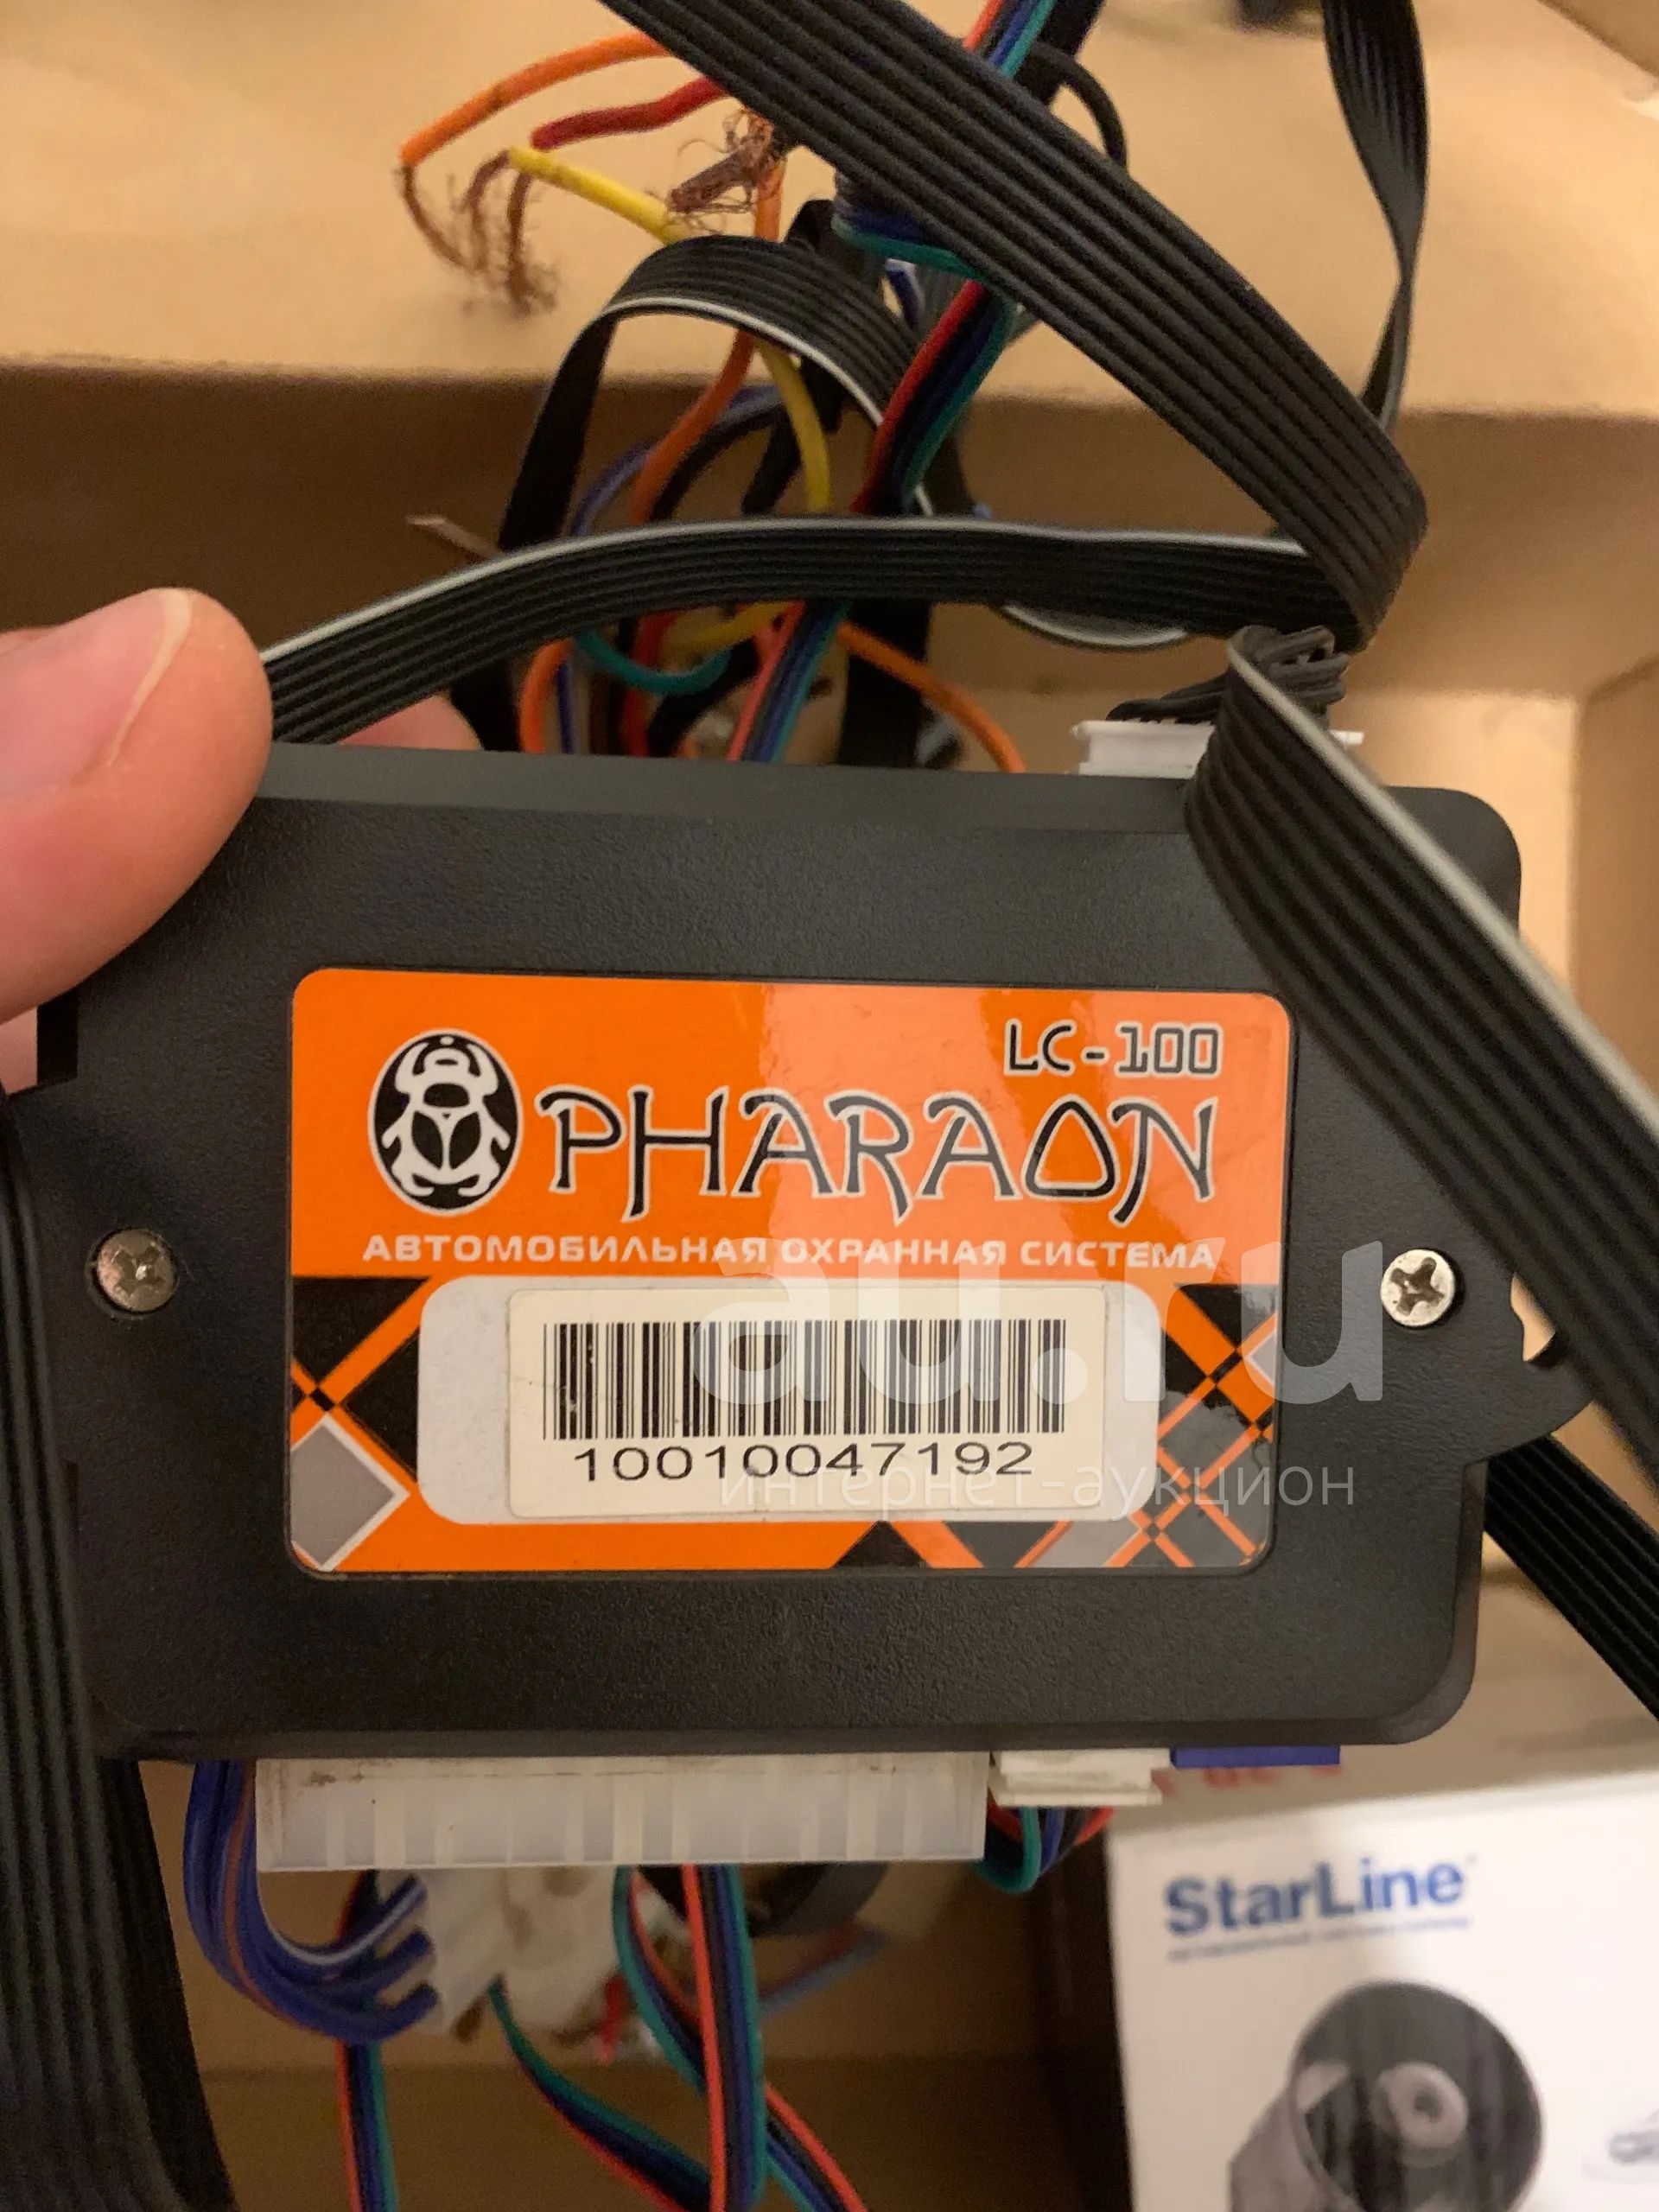 LC-100
PHARAON
АВТОМОБИЛЬНАЯ ОХРАННАЯ СИСТЕМА
au.ru
10010047192
интернет-аукцион
StarLine